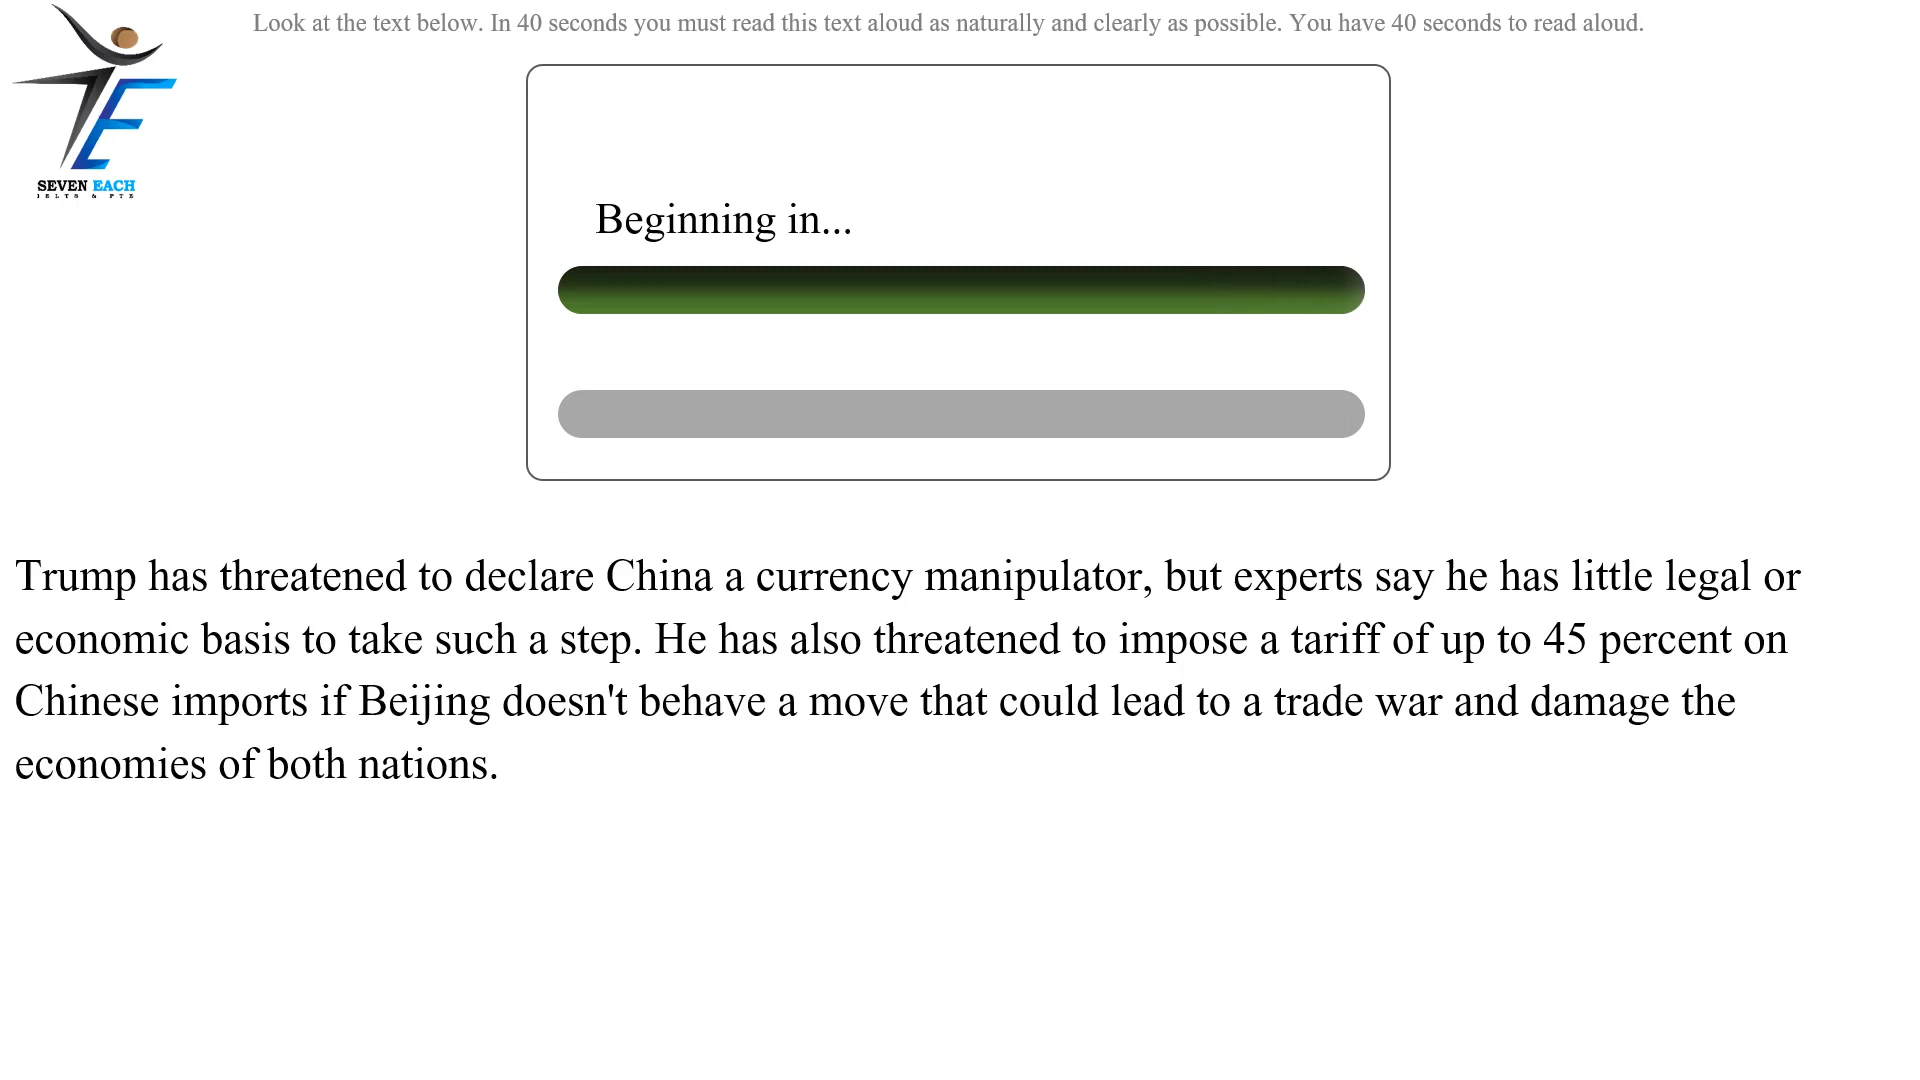 Look at the text below. In 40 seconds you must read this text aloud as naturally and clearly as possible. You have 40 seconds to read aloud.
SEVEN EACH
IELTS & PTE
Beginning in...
Trump has threatened to declare China a currency manipulator, but experts say he has little legal or
economic basis to take such a step. He has also threatened to impose a tariff of up to 45 percent on
Chinese imports if Beijing doesn't behave a move that could lead to a trade war and damage the
economies of both nations.